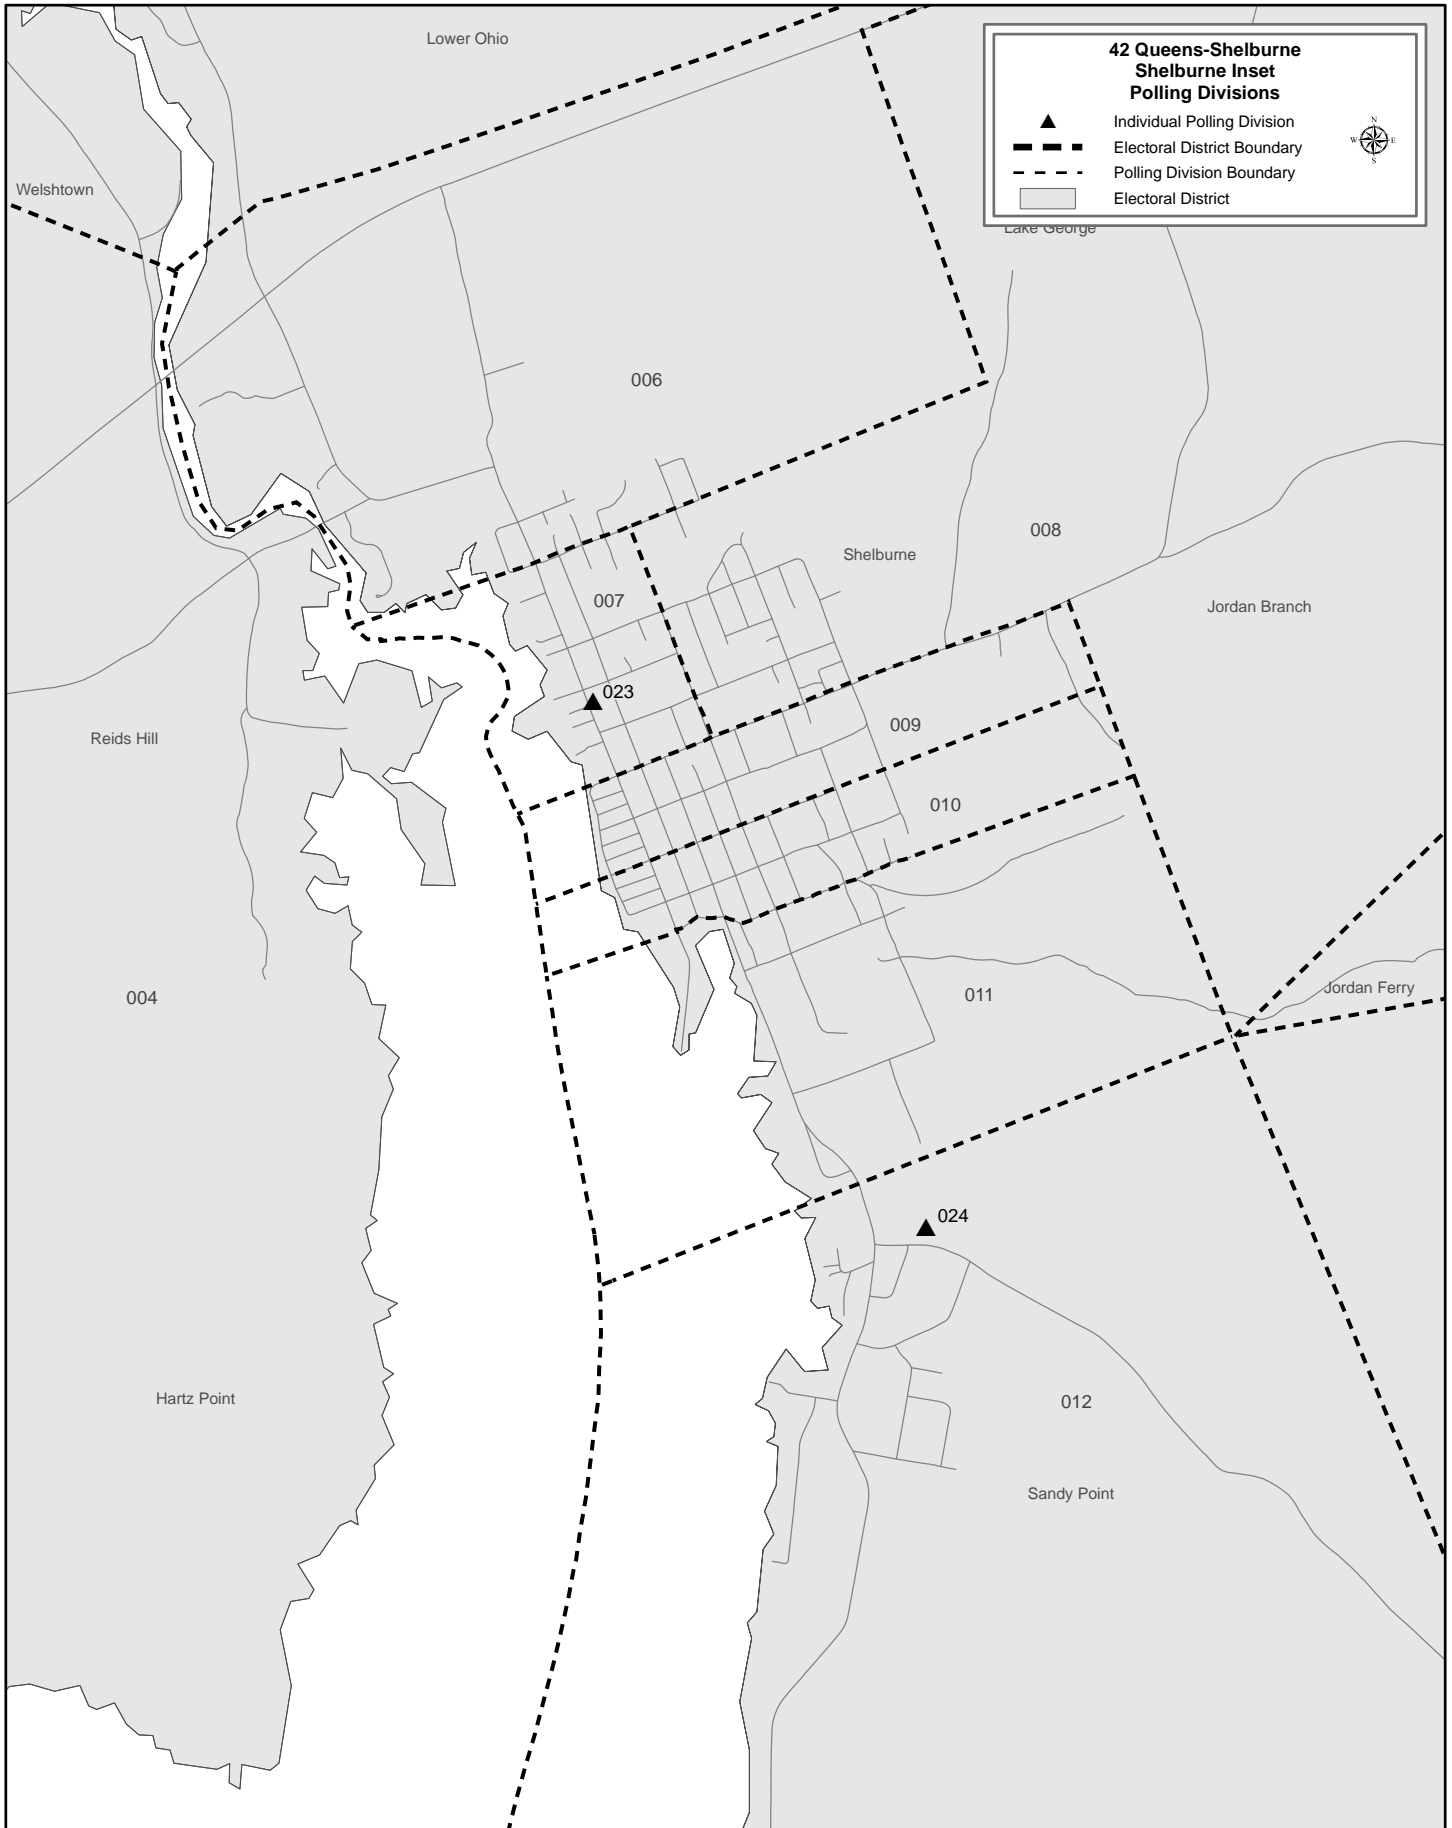 Lower Ohio
42 Queens-Shelburne
Shelburne Inset
Polling Divisions
Individual Polling Division
Electoral District Boundary
Polling Division Boundary
Electoral District
N
W E
S
Welshtown
Lake George
006
008
Shelburne
007
Jordan Branch
023
009
Reids Hill
010
004
011
Jordan Ferry
024
Hartz Point
012
Sandy Point